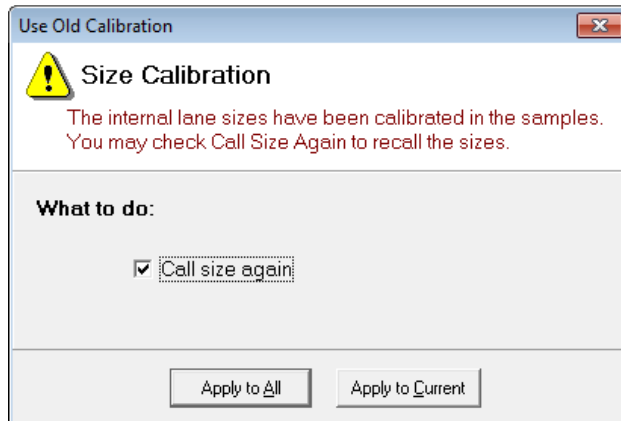 Use Old Calibration
Size Calibration
The internal lane sizes have been calibrated in the samples.
You may check Call Size Again to recall the sizes.
What to do:
Call size again
Apply to All
Apply to Current